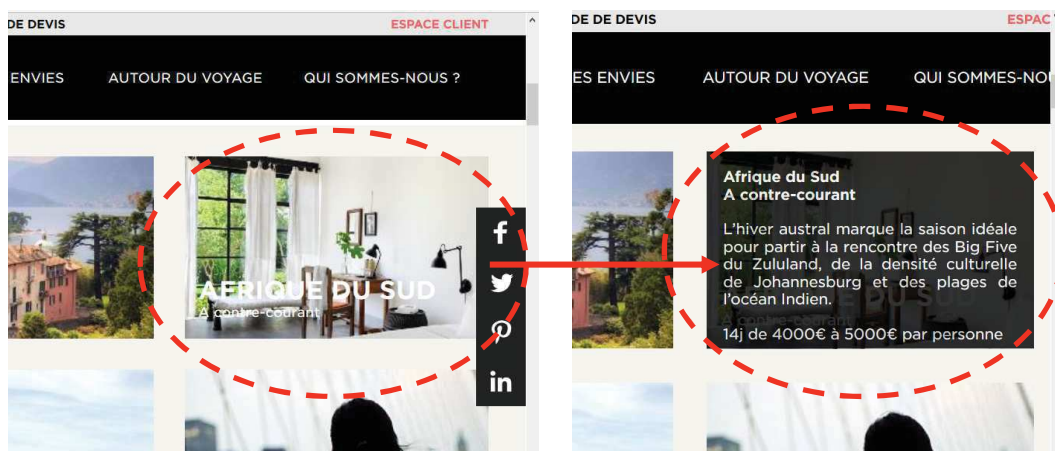 DE DEVIS
ESPACE CLIENT
ENVIES
AUTOUR DU VOYAGE
QUI SOMMES-NOUS ?
AFRIQUE DU SUD
A contre-courant
f
in
DE DE DEVIS
ESPAC
ES ENVIES
AUTOUR DU VOYAGE
QUI SOMMES-NOU
Afrique du Sud
A contre-courant
L'hiver austral marque la saison idéale
pour partir à la rencontre des Big Five
du Zululand, de la densité culturelle
de Johannesburg et des plages de
l'océan Indien.
14j de 4000€ à 5000€ par personne